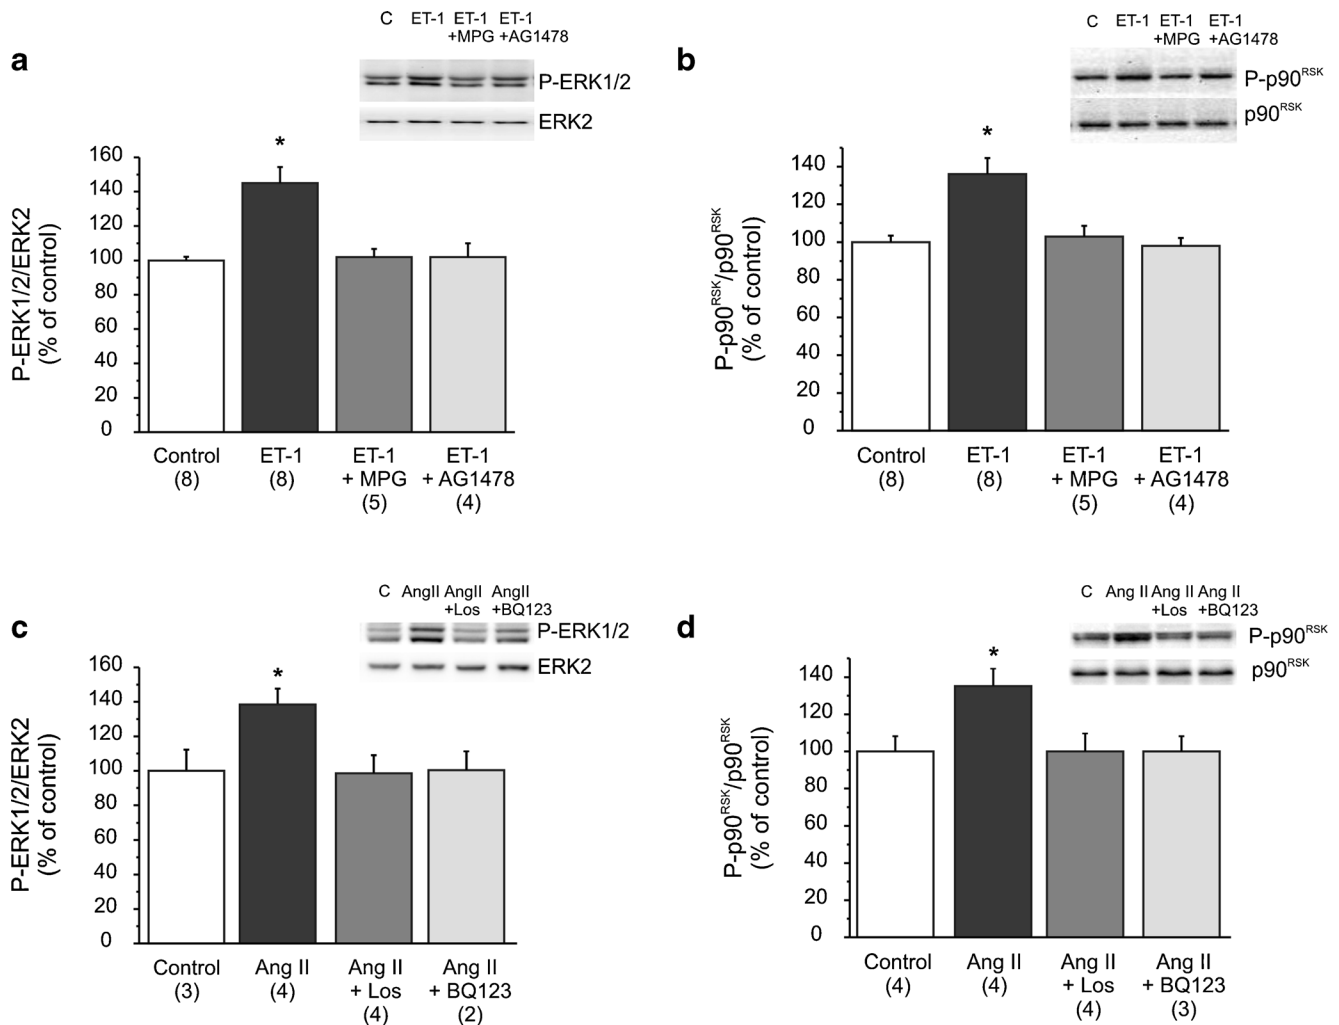 a
C ET-1 ET-1 ET-1
+MPG +AG1478
P-ERK1/2
ERK2
*
P-ERK1/2/ERK2
(% of control)
160
140
120
100
80
60
40
20
0
Control ET-1 ET-1 ET-1
+ MPG + AG1478
(8) (8) (5) (4)
b
C ET-1 ET-1 ET-1
+MPG +AG1478
P-p90RSK
p90RSK
*
P-p90RSK/p90RSK
(% of control)
140
120
100
80
60
40
20
0
Control ET-1 ET-1 ET-1
+ MPG + AG1478
(8) (8) (5) (4)
c
C AngII AngII AngII
+Los +BQ123
P-ERK1/2
ERK2
*
P-ERK1/2/ERK2
(% of control)
160
140
120
100
80
60
40
20
0
Control Ang II Ang II Ang II
+ Los + BQ123
(3) (4) (4) (2)
d
C Ang II Ang II Ang II
+Los +BQ123
P-p90RSK
p90RSK
*
P-p90RSK/p90RSK
(% of control)
140
120
100
80
60
40
20
0
Control Ang II Ang II Ang II
+ Los + BQ123
(4) (4) (4) (3)